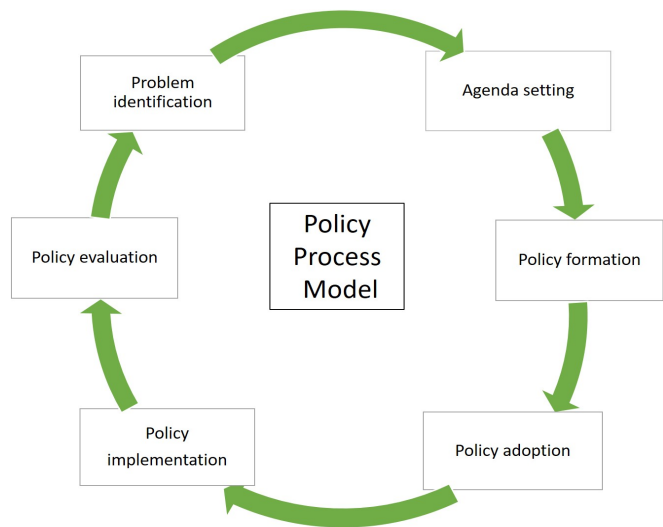 Problem
identification
Agenda setting
Policy formation
Policy adoption
Policy
implementation
Policy evaluation
Policy
Process
Model